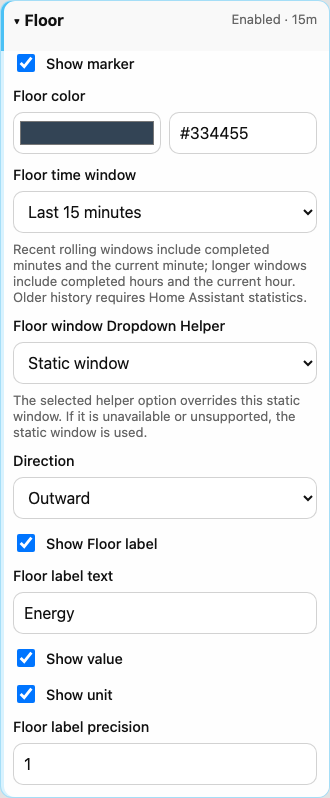 ▾ Floor
Enabled · 15m
Show marker
Floor color
#334455
Floor time window
Last 15 minutes
Recent rolling windows include completed
minutes and the current minute; longer windows
include completed hours and the current hour.
Older history requires Home Assistant statistics.
Floor window Dropdown Helper
Static window
The selected helper option overrides this static
window. If it is unavailable or unsupported, the
static window is used.
Direction
Outward
Show Floor label
Floor label text
Energy
Show value
Show unit
Floor label precision
1